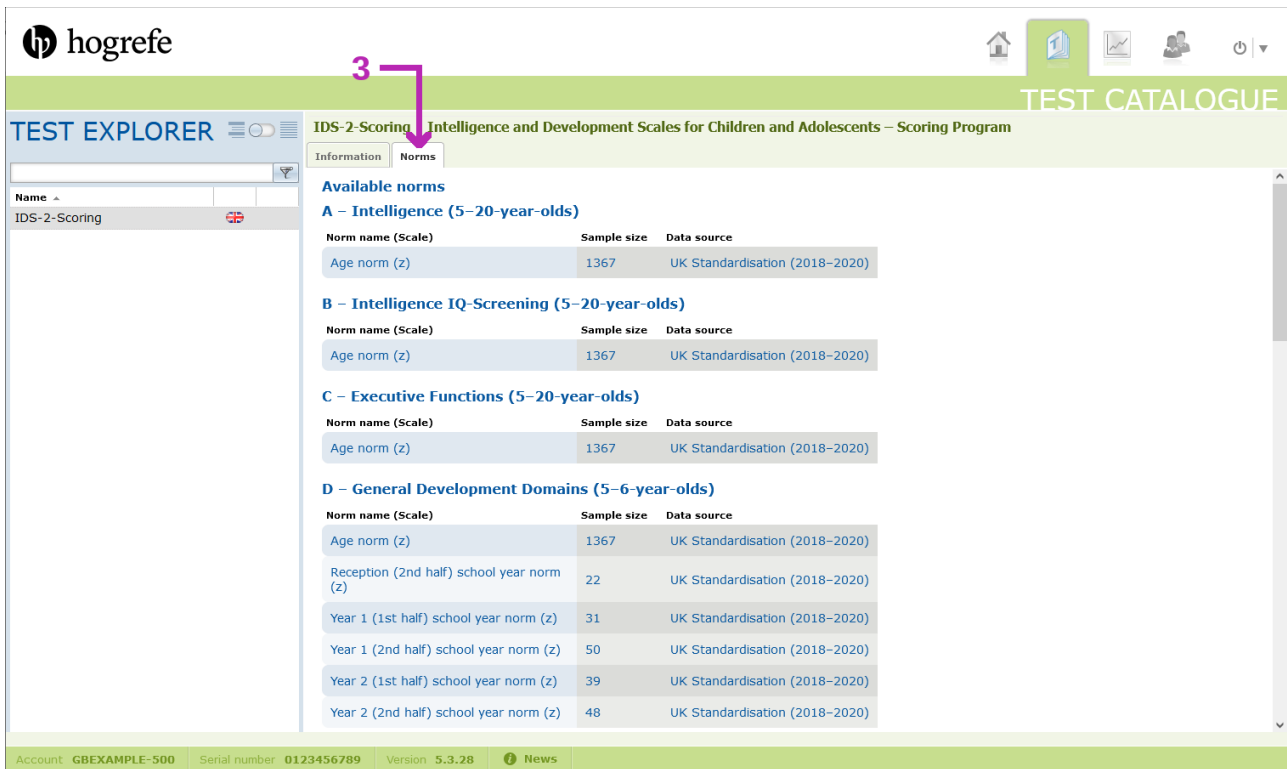 hogrefe
3
TEST CATALOGUE
TEST EXPLORER
IDS-2-Scoring Intelligence and Development Scales for Children and Adolescents – Scoring Program
Information Norms
Name
IDS-2-Scoring
Available norms
A – Intelligence (5–20-year-olds)
Norm name (Scale) Sample size Data source
Age norm (z) 1367 UK Standardisation (2018–2020)
B – Intelligence IQ-Screening (5–20-year-olds)
Norm name (Scale) Sample size Data source
Age norm (z) 1367 UK Standardisation (2018–2020)
C – Executive Functions (5–20-year-olds)
Norm name (Scale) Sample size Data source
Age norm (z) 1367 UK Standardisation (2018–2020)
D – General Development Domains (5–6-year-olds)
Norm name (Scale) Sample size Data source
Age norm (z) 1367 UK Standardisation (2018–2020)
Reception (2nd half) school year norm
(z) 22 UK Standardisation (2018–2020)
Year 1 (1st half) school year norm (z) 31 UK Standardisation (2018–2020)
Year 1 (2nd half) school year norm (z) 50 UK Standardisation (2018–2020)
Year 2 (1st half) school year norm (z) 39 UK Standardisation (2018–2020)
Year 2 (2nd half) school year norm (z) 48 UK Standardisation (2018–2020)
Account GBEXAMPLE-500 Serial number 0123456789 Version 5.3.28 News